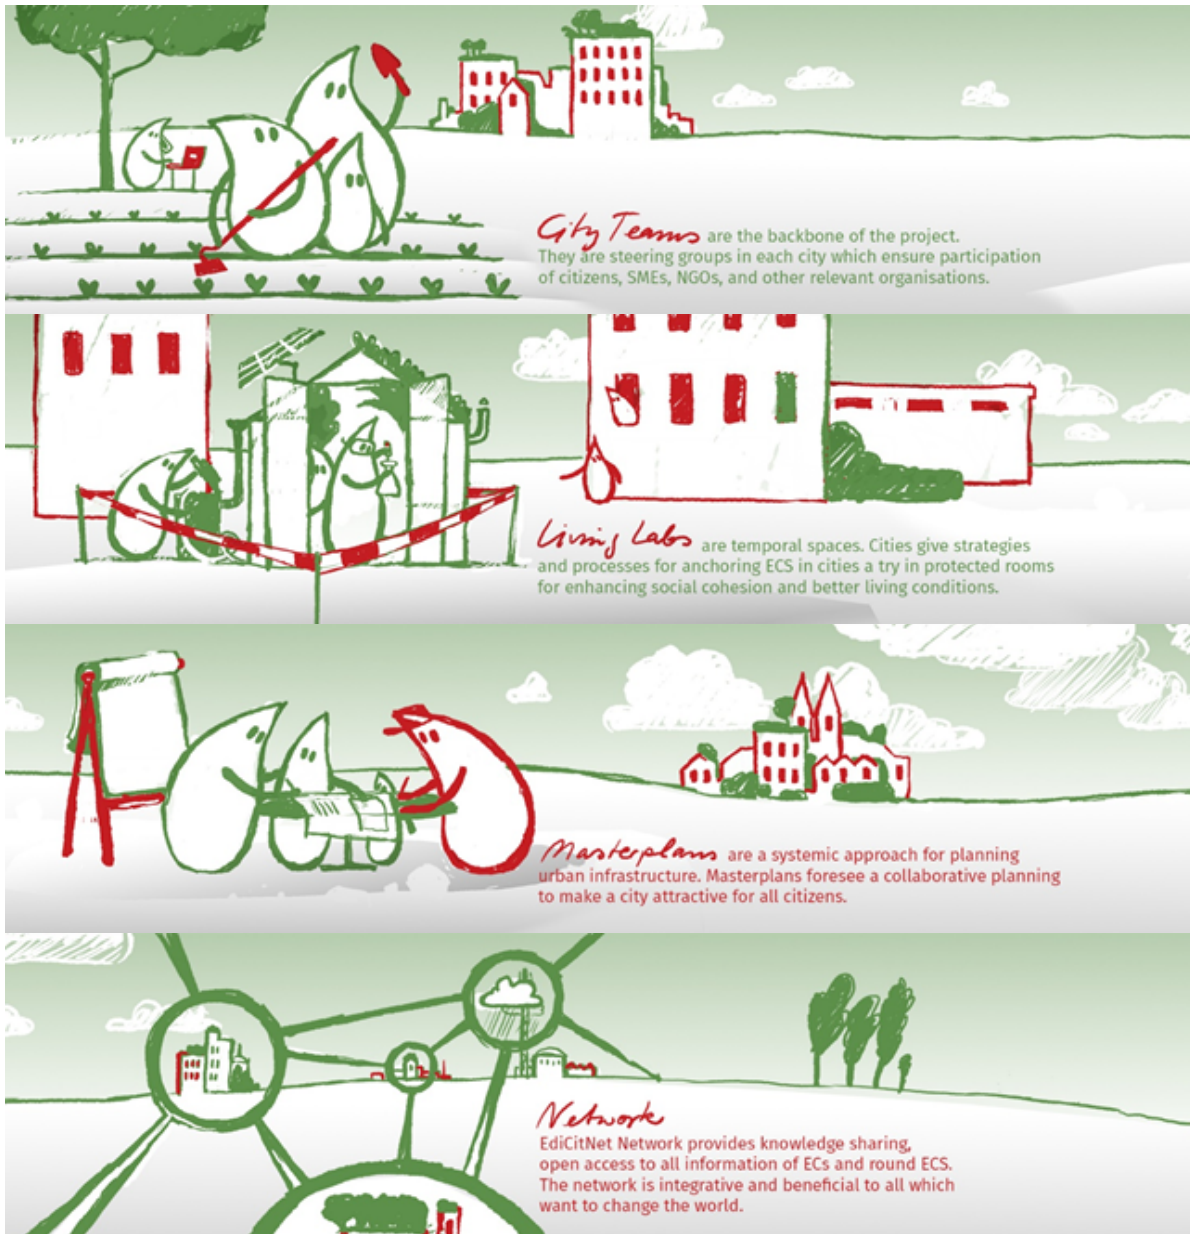 City Teams are the backbone of the project.
They are steering groups in each city which ensure participation
of citizens, SMEs, NGOs, and other relevant organisations.
Living Labs are temporal spaces. Cities give strategies
and processes for anchoring ECS in cities a try in protected rooms
for enhancing social cohesion and better living conditions.
Masterplans are a systemic approach for planning
urban infrastructure. Masterplans foresee a collaborative planning
to make a city attractive for all citizens.
Network
EdiCitNet Network provides knowledge sharing,
open access to all information of ECs and round ECS.
The network is integrative and beneficial to all which
want to change the world.